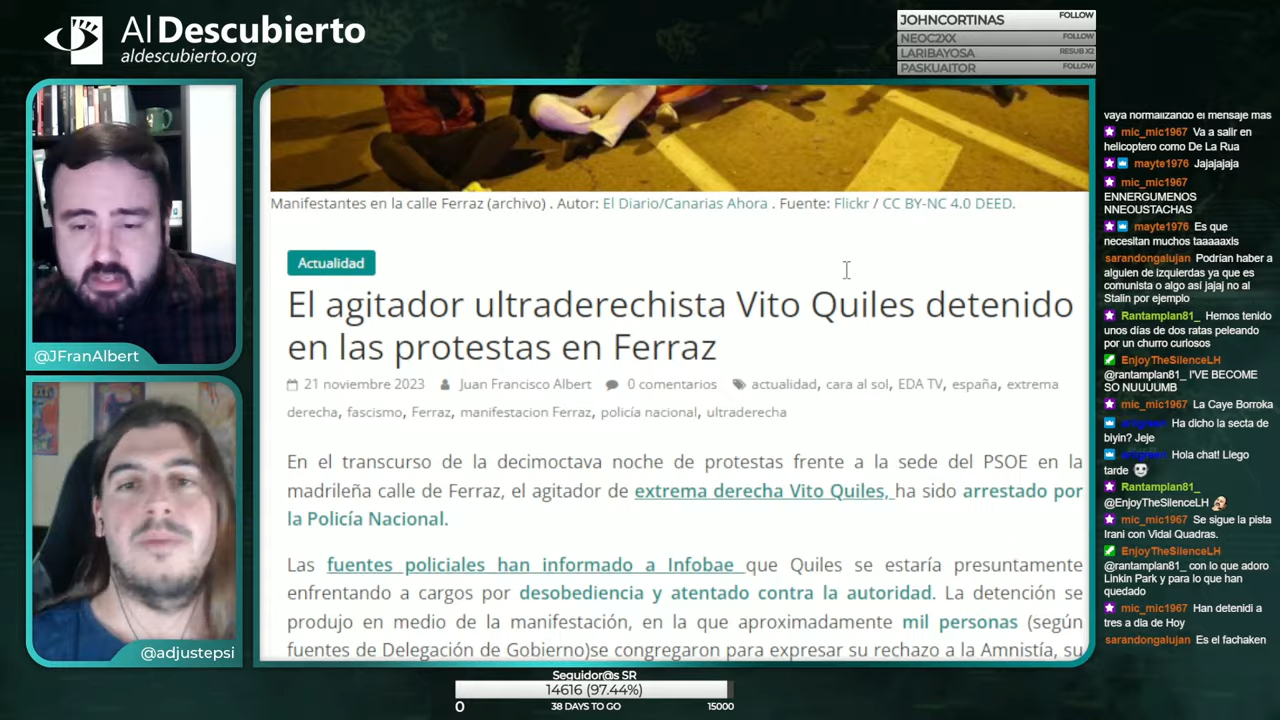 Al Descubierto
aldescubierto.org
JOHNCORTINAS FOLLOW
NEOC2XX FOLLOW
LARIBAYOSA RESUB X2
PASKUAITOR FOLLOW
@JFranAlbert
@adjustepsi
Manifestantes en la calle Ferraz (archivo) . Autor: El Diario/Canarias Ahora . Fuente: Flickr / CC BY-NC 4.0 DEED.
Actualidad
El agitador ultraderechista Vito Quiles detenido
en las protestas en Ferraz
21 noviembre 2023 Juan Francisco Albert 0 comentarios actualidad, cara al sol, EDA TV, españa, extrema
derecha, fascismo, Ferraz, manifestacion Ferraz, policía nacional, ultraderecha
En el transcurso de la decimoctava noche de protestas frente a la sede del PSOE en la
madrileña calle de Ferraz, el agitador de extrema derecha Vito Quiles, ha sido arrestado por
la Policía Nacional.
Las fuentes policiales han informado a Infobae que Quiles se estaría presuntamente
enfrentando a cargos por desobediencia y atentado contra la autoridad. La detención se
produjo en medio de la manifestación, en la que aproximadamente mil personas (según
fuentes de Delegación de Gobierno)se congregaron para expresar su rechazo a la Amnistía, su
vaya normalizando el mensaje mas
mic_mic1967 Va a salir en
helicoptero como De La Rua
mayte1976 Jajajajaja
mic_mic1967
ENNERGUMENOS
NNEOUSTACHAS
mayte1976 Es que
necesitan muchos taaaaaxis
sarandongalujan Podrían haber a
alguien de izquierdas ya que es
comunista o algo así jajaj no al
Stalin por ejemplo
Rantamplan81_ Hemos tenido
unos días de dos ratas peleando
por un churro curiosos
EnjoyTheSilenceLH
@rantamplan81_ I'VE BECOME
SO NUUUUMB
mic_mic1967 La Caye Borroka
Ha dicho la secta de
biyin? Jeje
Hola chat! Llego
tarde
Rantamplan81_
@EnjoyTheSilenceLH
mic_mic1967 Se sigue la pista
Irani con Vidal Quadras.
EnjoyTheSilenceLH
@rantamplan81_ con lo que adoro
Linkin Park y para lo que han
quedado
mic_mic1967 Han detenidi a
tres a dia de Hoy
sarandongalujan Es el fachaken
Seguidor@s SR
14616 (97.44%)
0 38 DAYS TO GO 15000